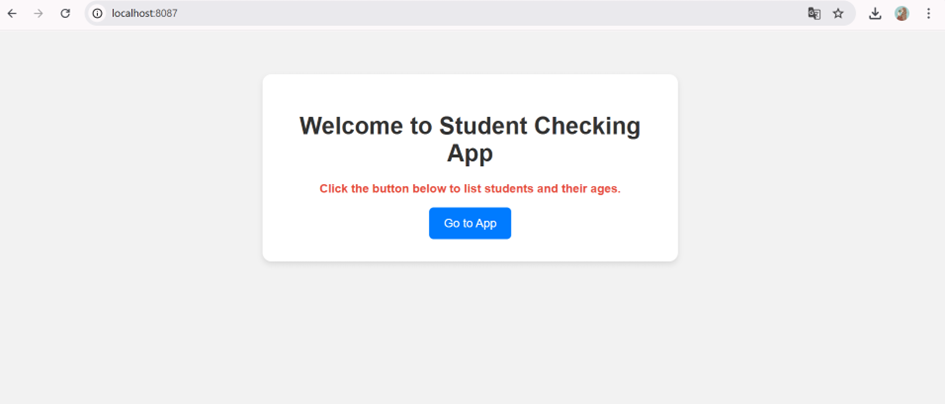 localhost:8087
Welcome to Student Checking
App
Click the button below to list students and their ages.
Go to App